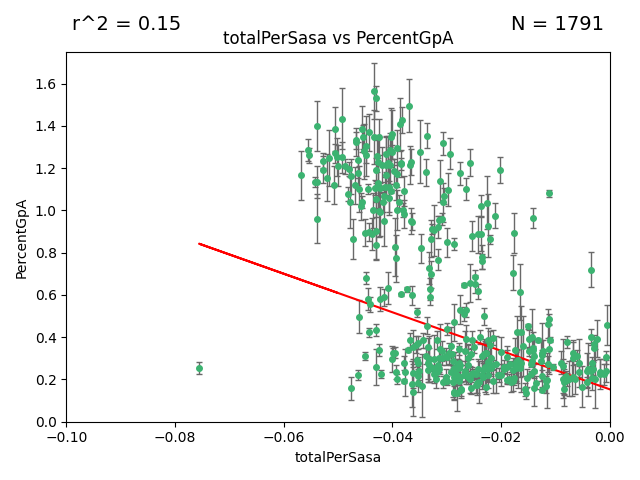 r^2 = 0.15
N = 1791
totalPerSasa vs PercentGpA
PercentGpA
1.6
1.4
1.2
1.0
0.8
0.6
0.4
0.2
0.0
−0.10 −0.08 −0.06 −0.04 −0.02 0.00
totalPerSasa